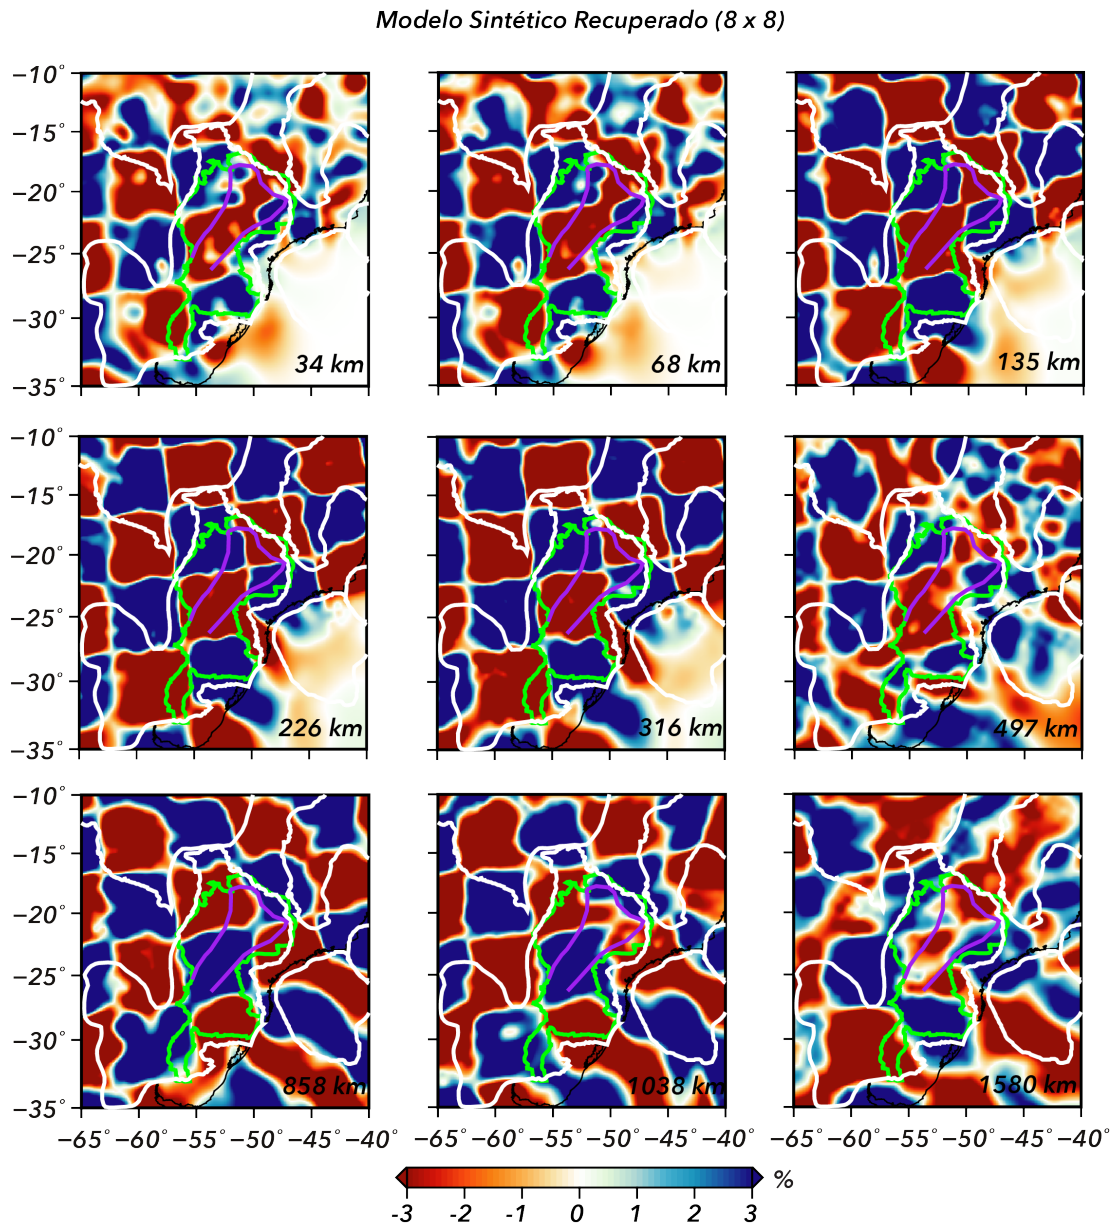 Modelo Sintético Recuperado (8 x 8)
−10°
−15°
−20°
−25°
−30°
−35°
34 km
68 km
135 km
−10°
−15°
−20°
−25°
−30°
−35°
226 km
316 km
497 km
−10°
−15°
−20°
−25°
−30°
−35°
858 km
1038 km
1580 km
−65° −60° −55° −50° −45° −40°
−65° −60° −55° −50° −45° −40°
−65° −60° −55° −50° −45° −40°
%
-3 -2 -1 0 1 2 3